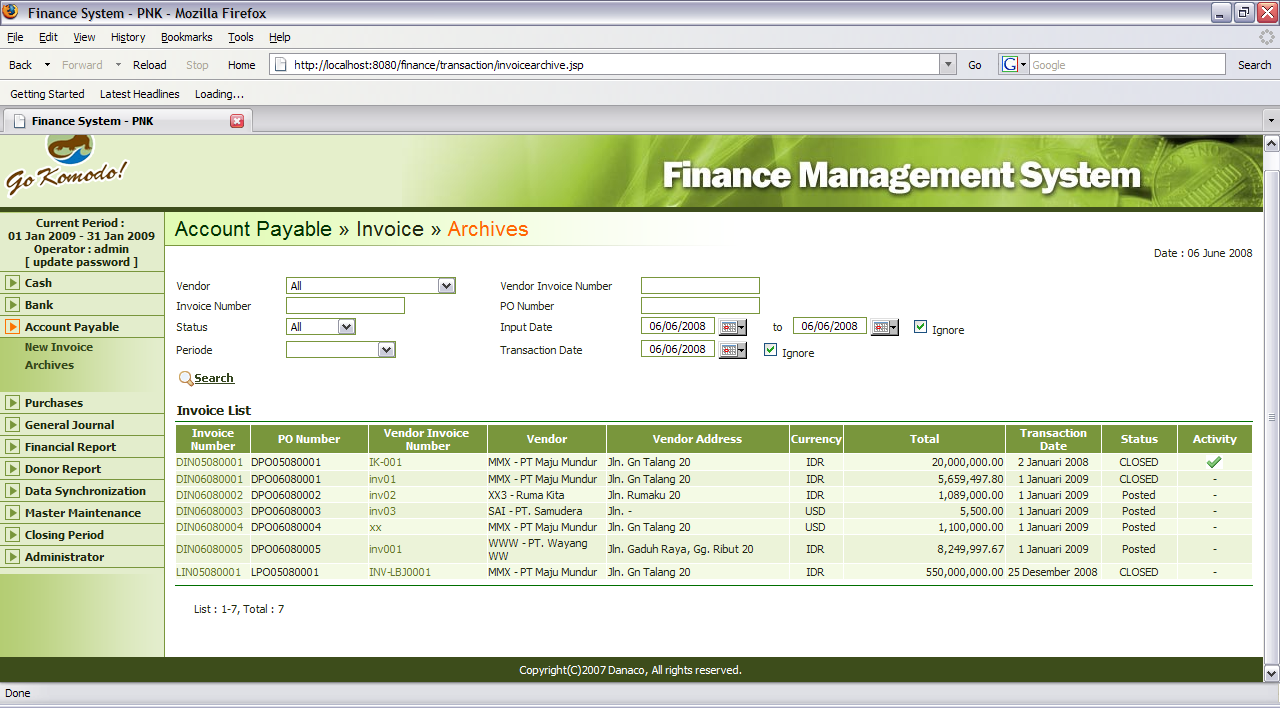 Finance System - PNK - Mozilla Firefox
File Edit View History Bookmarks Tools Help
Back Forward Reload Stop Home http://localhost:8080/finance/transaction/invoicearchive.jsp Go G Google Search
Getting Started Latest Headlines Loading...
Finance System - PNK
Go Komodo!
Finance Management System
Current Period :
01 Jan 2009 - 31 Jan 2009
Operator : admin
[ update password ]
Cash
Bank
Account Payable
New Invoice
Archives
Purchases
General Journal
Financial Report
Donor Report
Data Synchronization
Master Maintenance
Closing Period
Administrator
Account Payable » Invoice » Archives
Date : 06 June 2008
Vendor All Vendor Invoice Number
Invoice Number PO Number
Status All Input Date 06/06/2008 to 06/06/2008 Ignore
Periode Transaction Date 06/06/2008 Ignore
Search
Invoice List
Invoice Number PO Number Vendor Invoice Number Vendor Vendor Address Currency Total Transaction Date Status Activity
DIN05080001 DPO05080001 IK-001 MMX - PT Maju Mundur Jln. Gn Talang 20 IDR 20,000,000.00 2 Januari 2008 CLOSED
DIN06080001 DPO06080001 inv01 MMX - PT Maju Mundur Jln. Gn Talang 20 IDR 5,659,497.80 1 Januari 2009 CLOSED -
DIN06080002 DPO06080002 inv02 XX3 - Ruma Kita Jln. Rumaku 20 IDR 1,089,000.00 1 Januari 2009 Posted -
DIN06080003 DPO06080003 inv03 SAI - PT. Samudera Jln. - USD 5,500.00 1 Januari 2009 Posted -
DIN06080004 DPO06080004 xx MMX - PT Maju Mundur Jln. Gn Talang 20 USD 1,100,000.00 1 Januari 2009 Posted -
DIN06080005 DPO06080005 inv001 WWW - PT. Wayang WW Jln. Gaduh Raya, Gg. Ribut 20 IDR 8,249,997.67 1 Januari 2009 Posted -
LIN05080001 LPO05080001 INV-LBJ0001 MMX - PT Maju Mundur Jln. Gn Talang 20 IDR 550,000,000.00 25 Desember 2008 CLOSED -
List : 1-7, Total : 7
Copyright(C)2007 Danaco, All rights reserved.
Done